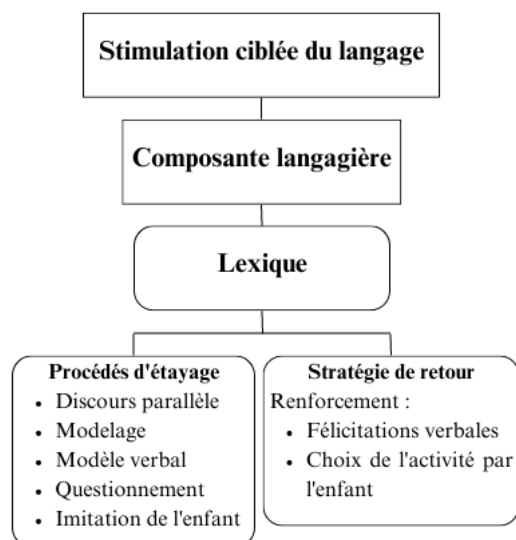 Stimulation ciblée du langage
Composante langagière
Lexique
Procédés d'étayage
• Discours parallèle
• Modelage
• Modèle verbal
• Questionnement
• Imitation de l'enfant
Stratégie de retour
Renforcement :
• Félicitations verbales
• Choix de l'activité par
l'enfant